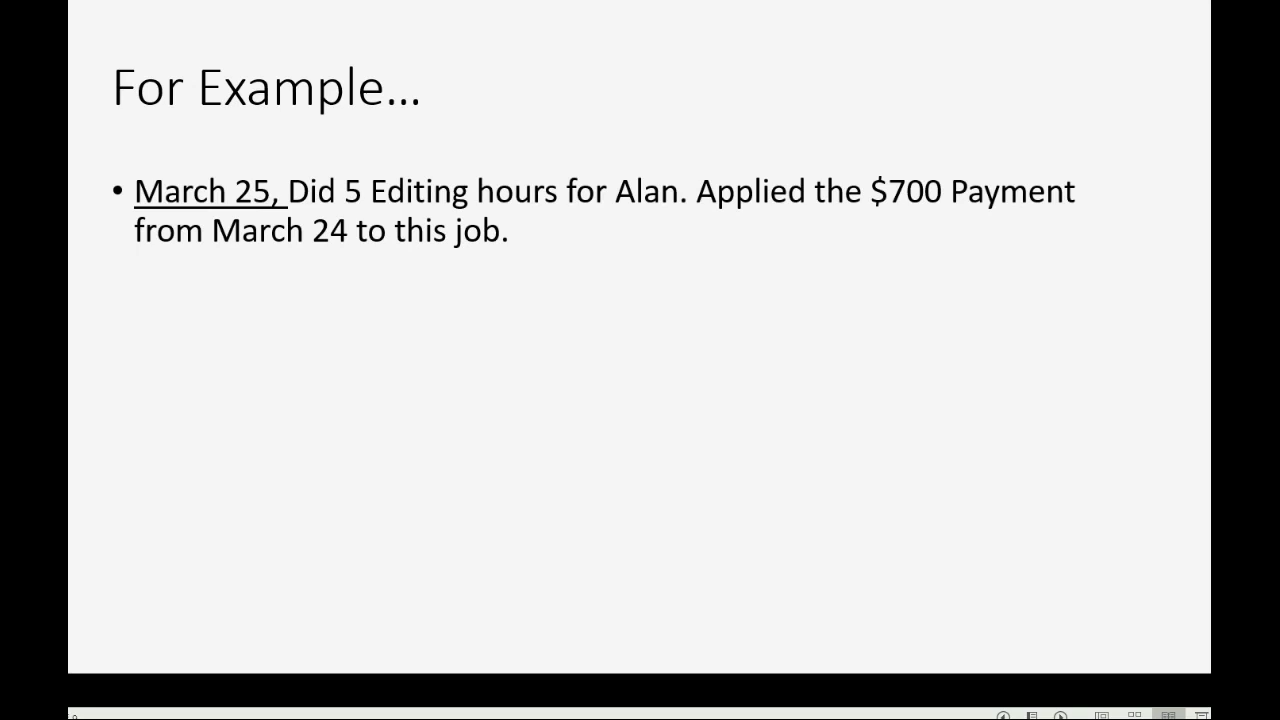 For Example...
• March 25, Did 5 Editing hours for Alan. Applied the $700 Payment
from March 24 to this job.